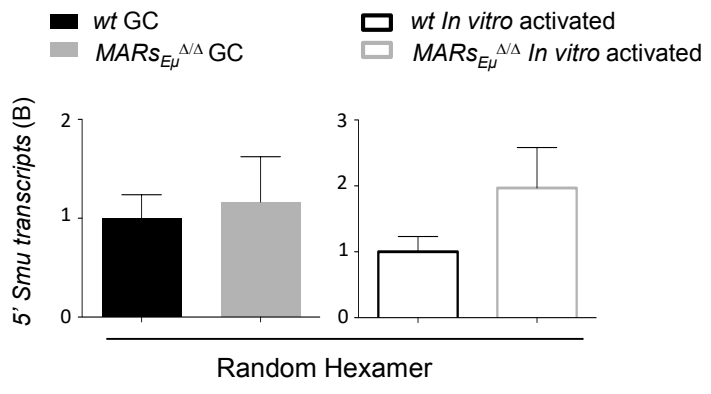 wt GC
MARsEμΔ/Δ GC
wt In vitro activated
MARsEμΔ/Δ In vitro activated
5' Smu transcripts (B)
2
1
0
3
2
1
0
Random Hexamer